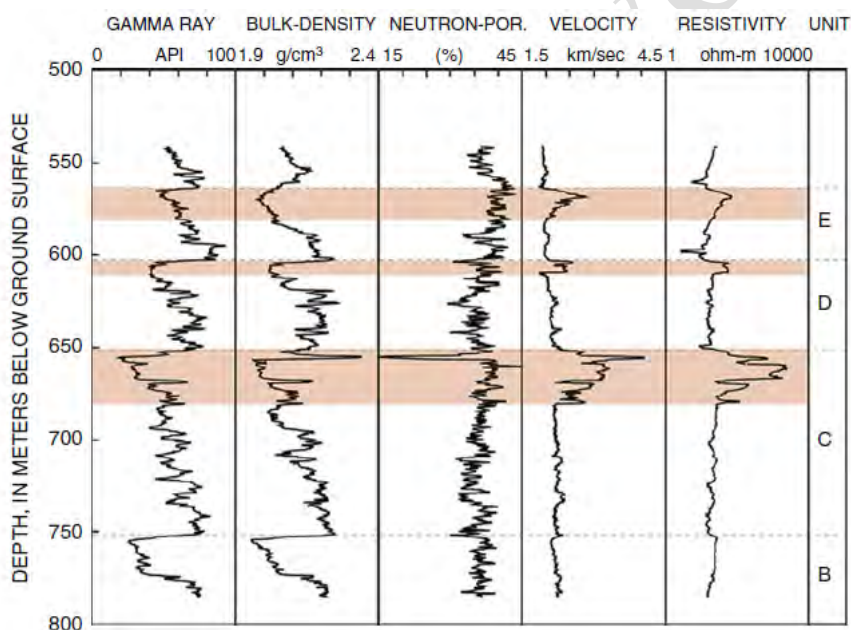 GAMMA RAY BULK-DENSITY NEUTRON-POR. VELOCITY RESISTIVITY UNIT
0 API 100 1.9 g/cm³ 2.4 15 (%) 45 1.5 km/sec 4.5 1 ohm-m 10000
500
550
E
600
D
650
700
C
750
B
800
DEPTH, IN METERS BELOW GROUND SURFACE